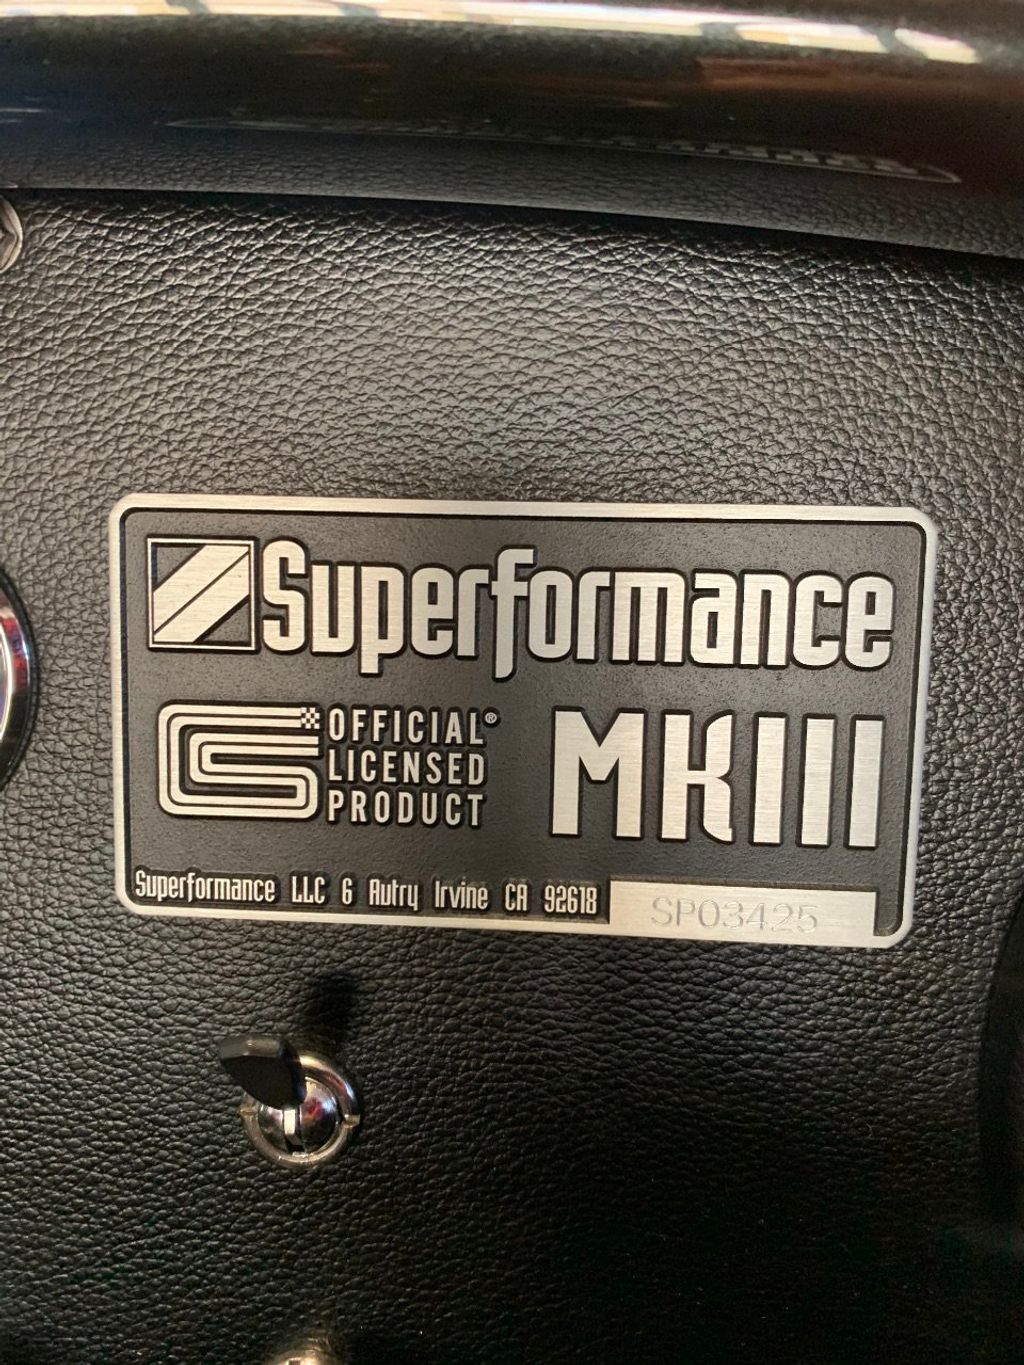 Superformance
OFFICIAL®
LICENSED
PRODUCT
MKIII
Superformance LLC 6 Autry Irvine CA 92618
SP03425